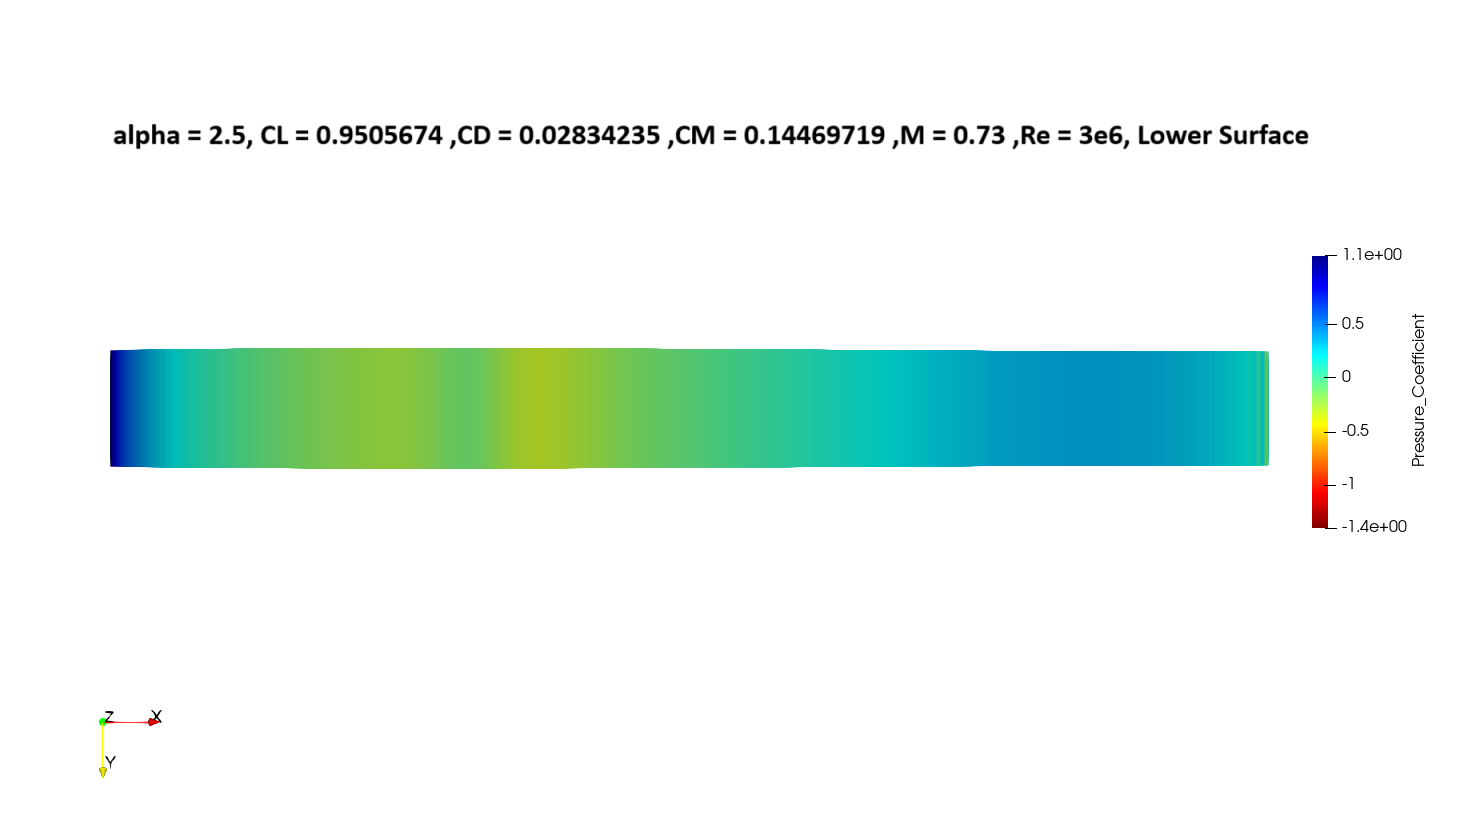 alpha = 2.5, CL = 0.9505674 ,CD = 0.02834235 ,CM = 0.14469719 ,M = 0.73 ,Re = 3e6, Lower Surface
1.1e+00
0.5
0
-0.5
-1
-1.4e+00
Pressure_Coefficient
Z
X
Y